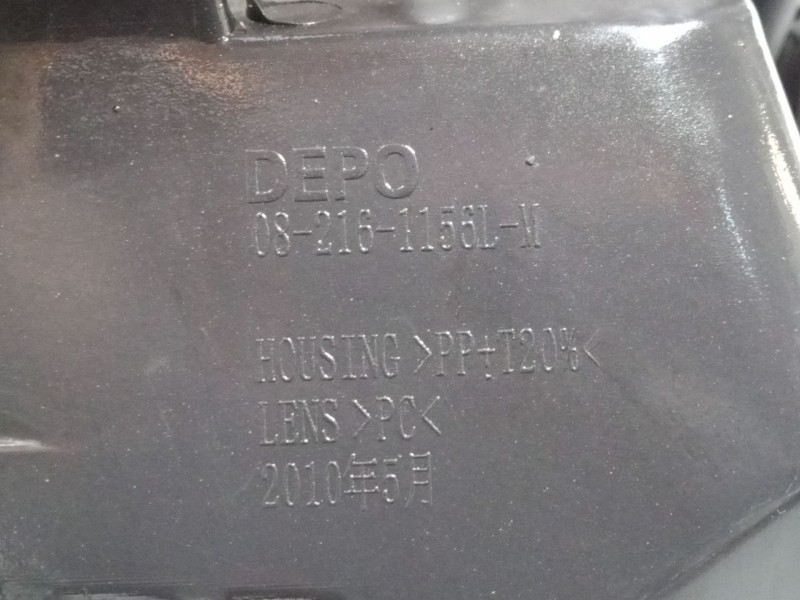 DEPO
08-216-1156L-M
HOUSING >PP+T20%<
LENS >PC<
2010年5月